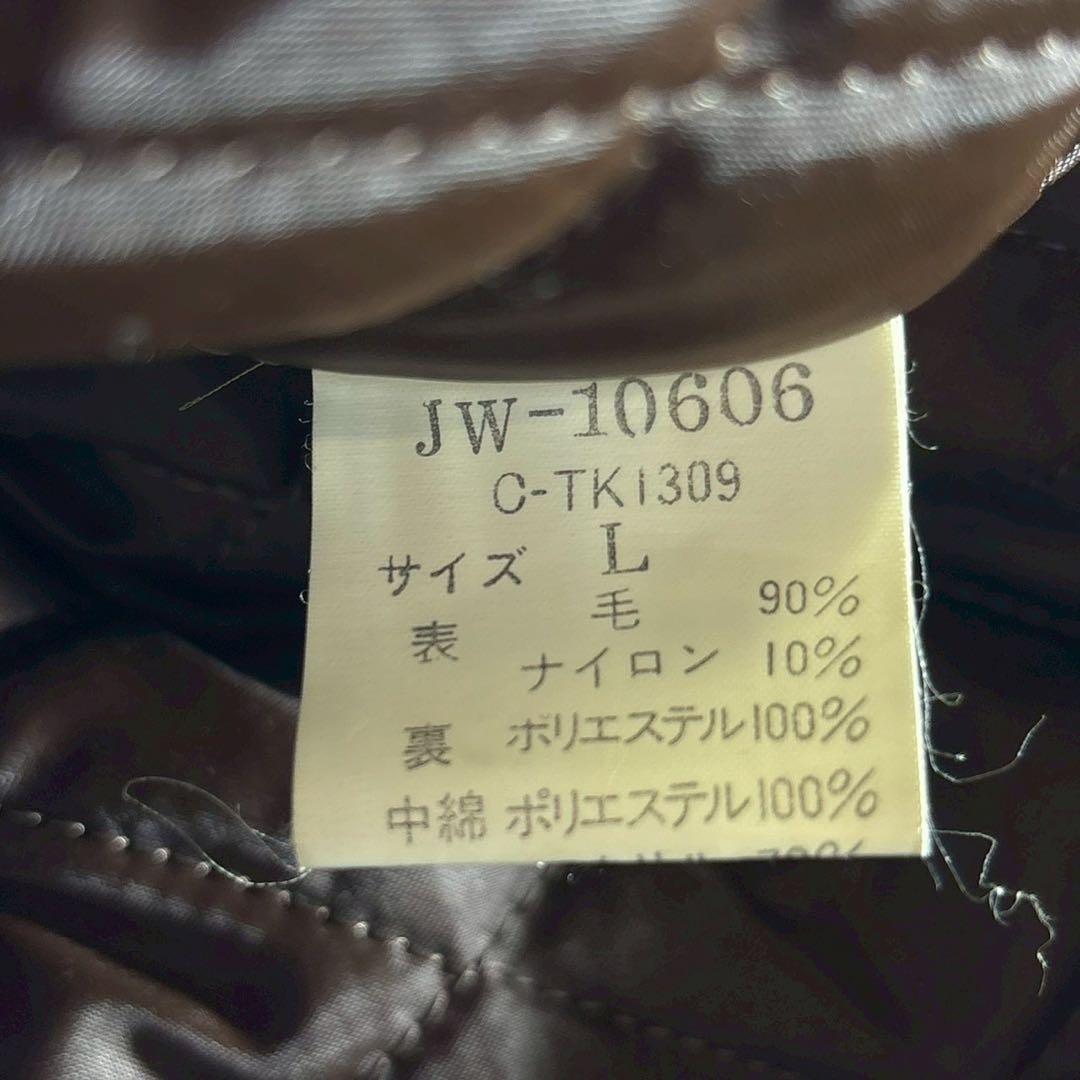 JW-10606
C-TK1309
サイズ L
表 毛 90%
ナイロン 10%
裏 ポリエステル100%
中綿 ポリエステル100%